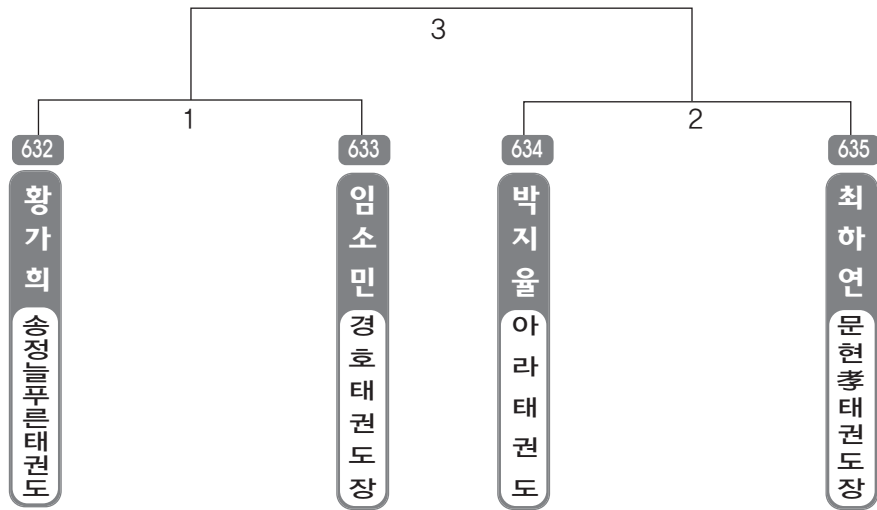 3
1
2
632
황가희
송정늘푸른태권도
633
임소민
경호태권도장
634
박지율
아라태권도
635
최하연
문현孝태권도장